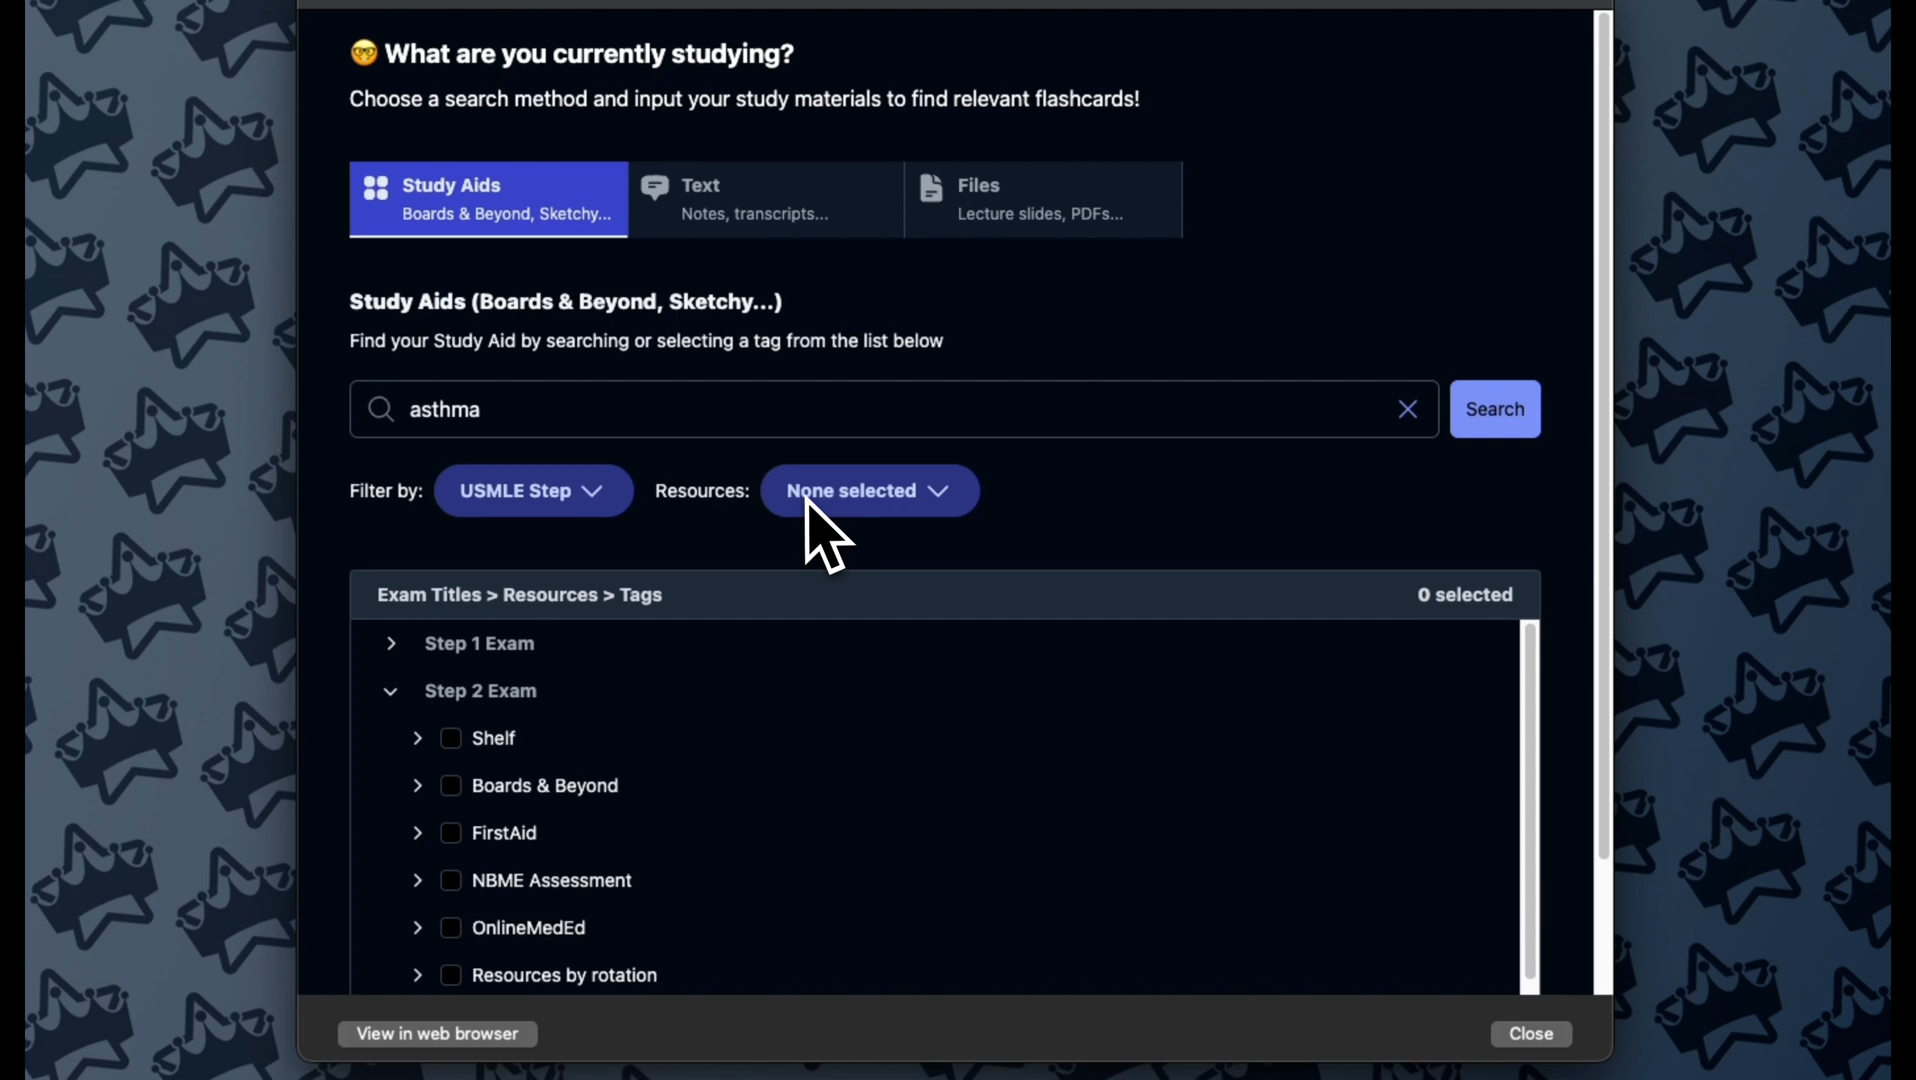 🤓 What are you currently studying?
Choose a search method and input your study materials to find relevant flashcards!
Study Aids
Boards & Beyond, Sketchy...
Text
Notes, transcripts...
Files
Lecture slides, PDFs...
Study Aids (Boards & Beyond, Sketchy...)
Find your Study Aid by searching or selecting a tag from the list below
asthma
Search
Filter by: USMLE Step Resources: None selected
Exam Titles > Resources > Tags 0 selected
Step 1 Exam
Step 2 Exam
Shelf
Boards & Beyond
FirstAid
NBME Assessment
OnlineMedEd
Resources by rotation
View in web browser Close